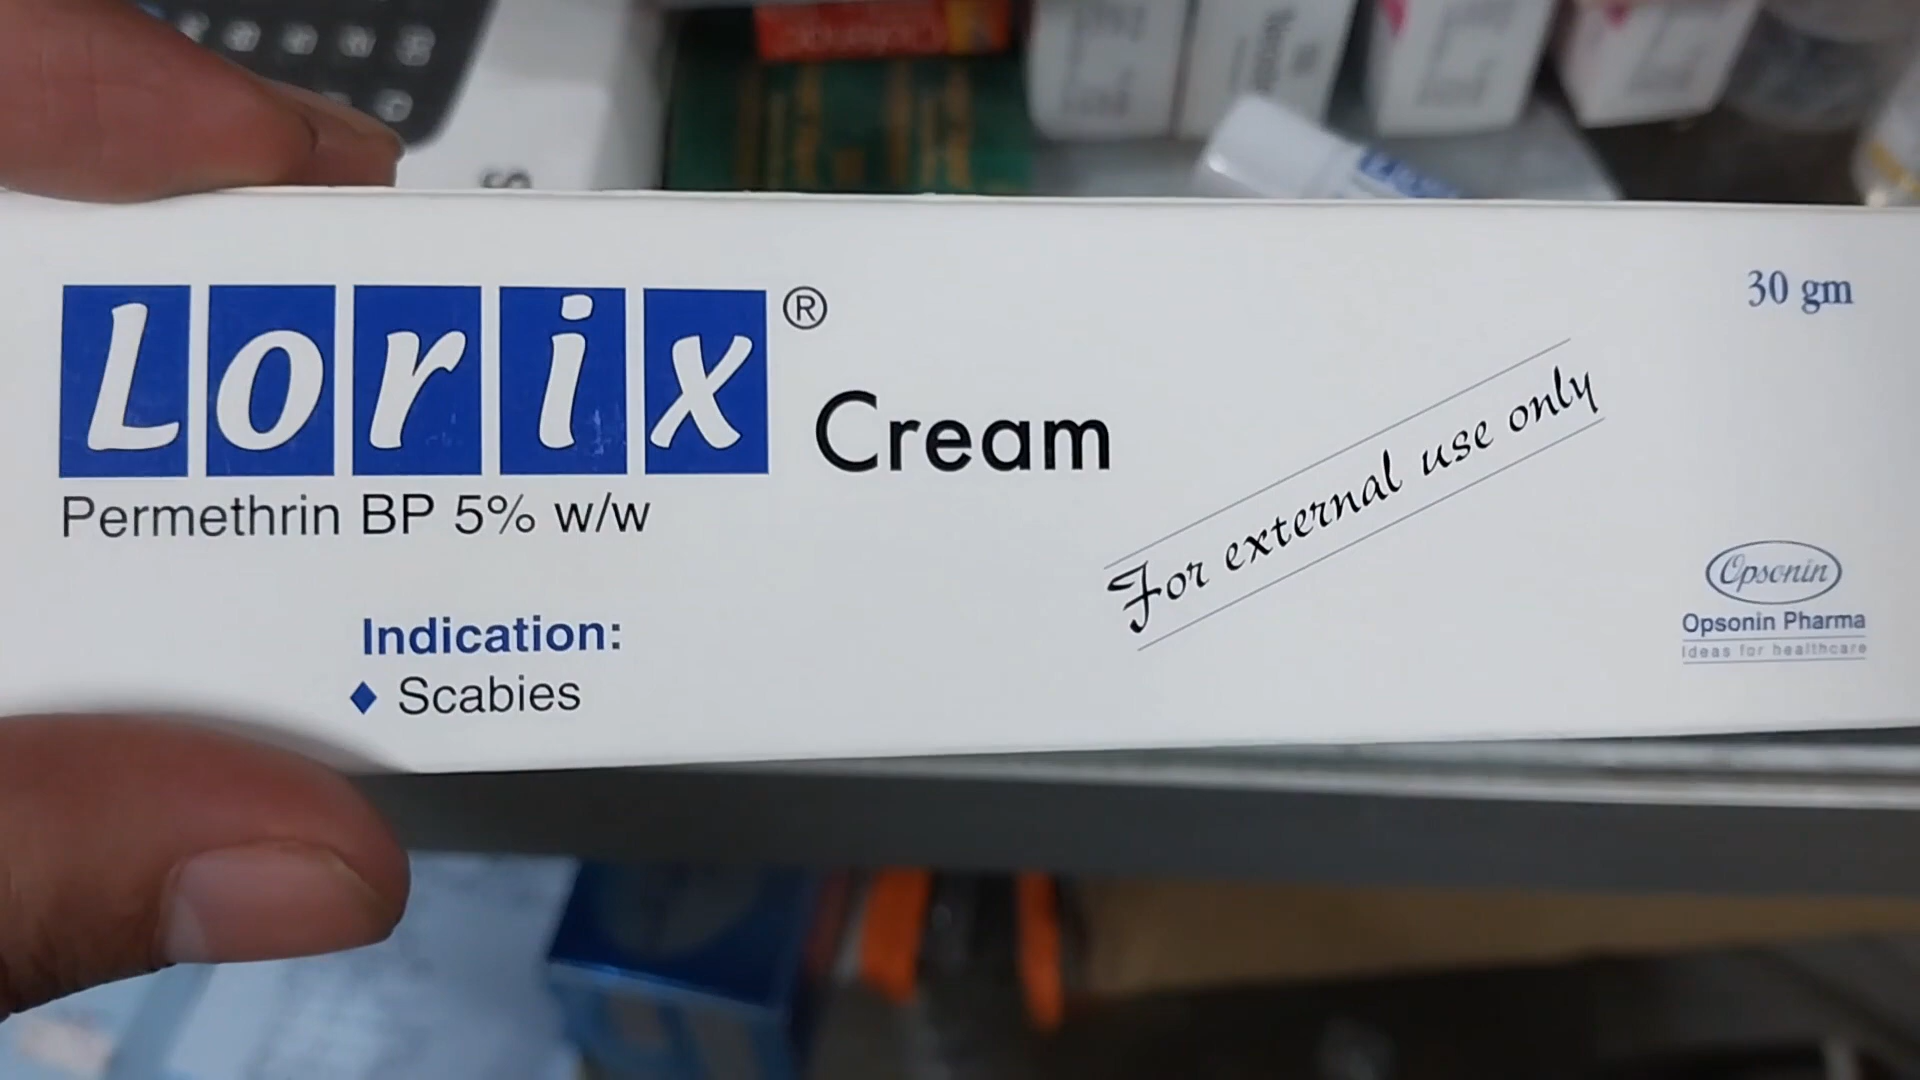 Lorix® Cream
Permethrin BP 5% w/w
Indication:
♦ Scabies
For external use only
30 gm
Opsonin
Opsonin Pharma
Ideas for healthcare